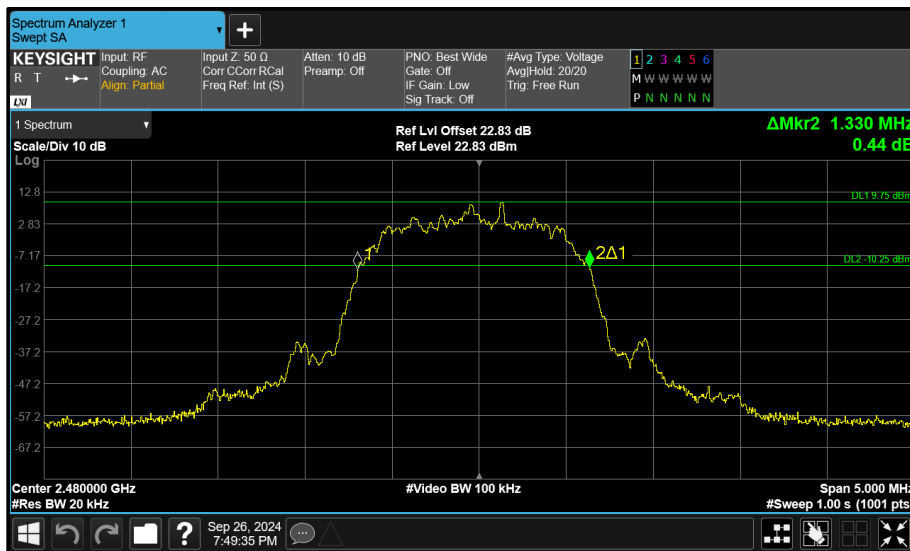 Spectrum Analyzer 1
Swept SA
KEYSIGHT
R T
LXI
Input: RF
Coupling: AC
Align: Partial
Input Z: 50 Ω
Corr CCorr RCal
Freq Ref: Int (S)
Atten: 10 dB
Preamp: Off
PNO: Best Wide
Gate: Off
IF Gain: Low
Sig Track: Off
#Avg Type: Voltage
Avg|Hold: 20/20
Trig: Free Run
1 2 3 4 5 6
M W W W W W
P N N N N N
1 Spectrum
Scale/Div 10 dB
Log
Ref Lvl Offset 22.83 dB
Ref Level 22.83 dBm
ΔMkr2 1.330 MHz
0.44 dB
12.8
DL1 9.75 dBm
2.83
-7.17
1
2Δ1
DL2 -10.25 dBm
-17.2
-27.2
-37.2
-47.2
-57.2
-67.2
Center 2.480000 GHz
#Video BW 100 kHz
Span 5.000 MHz
#Res BW 20 kHz
#Sweep 1.00 s (1001 pts
?
Sep 26, 2024
7:49:35 PM